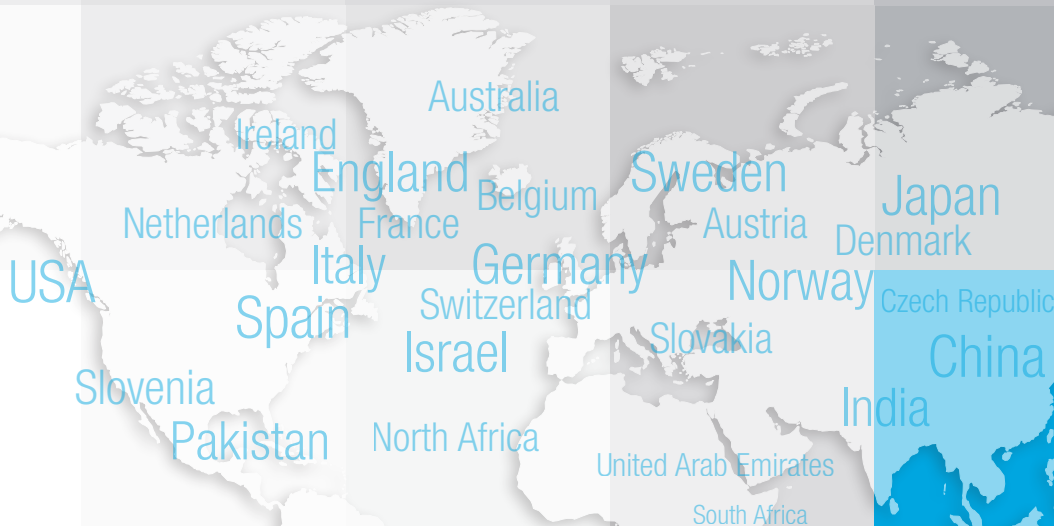 Australia
Ireland
England
Sweden
Belgium
Japan
Netherlands
France
Austria
Denmark
Italy
Germany
USA
Norway
Switzerland
Czech Republic
Spain
Slovakia
Israel
China
Slovenia
India
Pakistan
North Africa
United Arab Emirates
South Africa